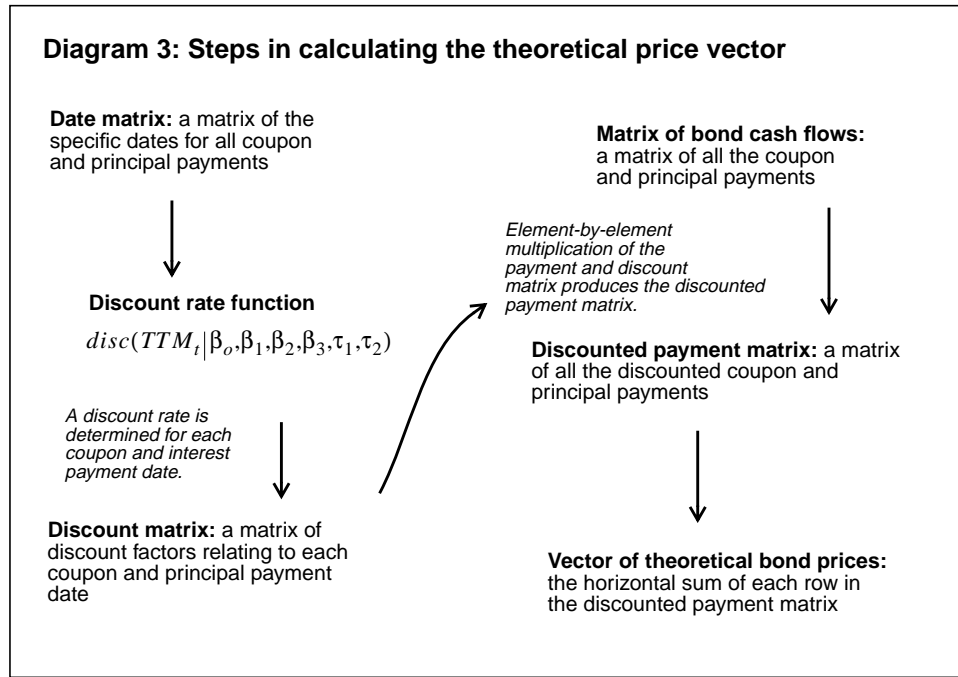 Diagram 3: Steps in calculating the theoretical price vector
Date matrix: a matrix of the
specific dates for all coupon
and principal payments
Discount rate function
disc(TTM_t|β_o,β_1,β_2,β_3,τ_1,τ_2)
A discount rate is
determined for each
coupon and interest
payment date.
Discount matrix: a matrix of
discount factors relating to each
coupon and principal payment
date
Matrix of bond cash flows:
a matrix of all the coupon
and principal payments
Element-by-element
multiplication of the
payment and discount
matrix produces the discounted
payment matrix.
Discounted payment matrix: a matrix
of all the discounted coupon and
principal payments
Vector of theoretical bond prices:
the horizontal sum of each row in
the discounted payment matrix